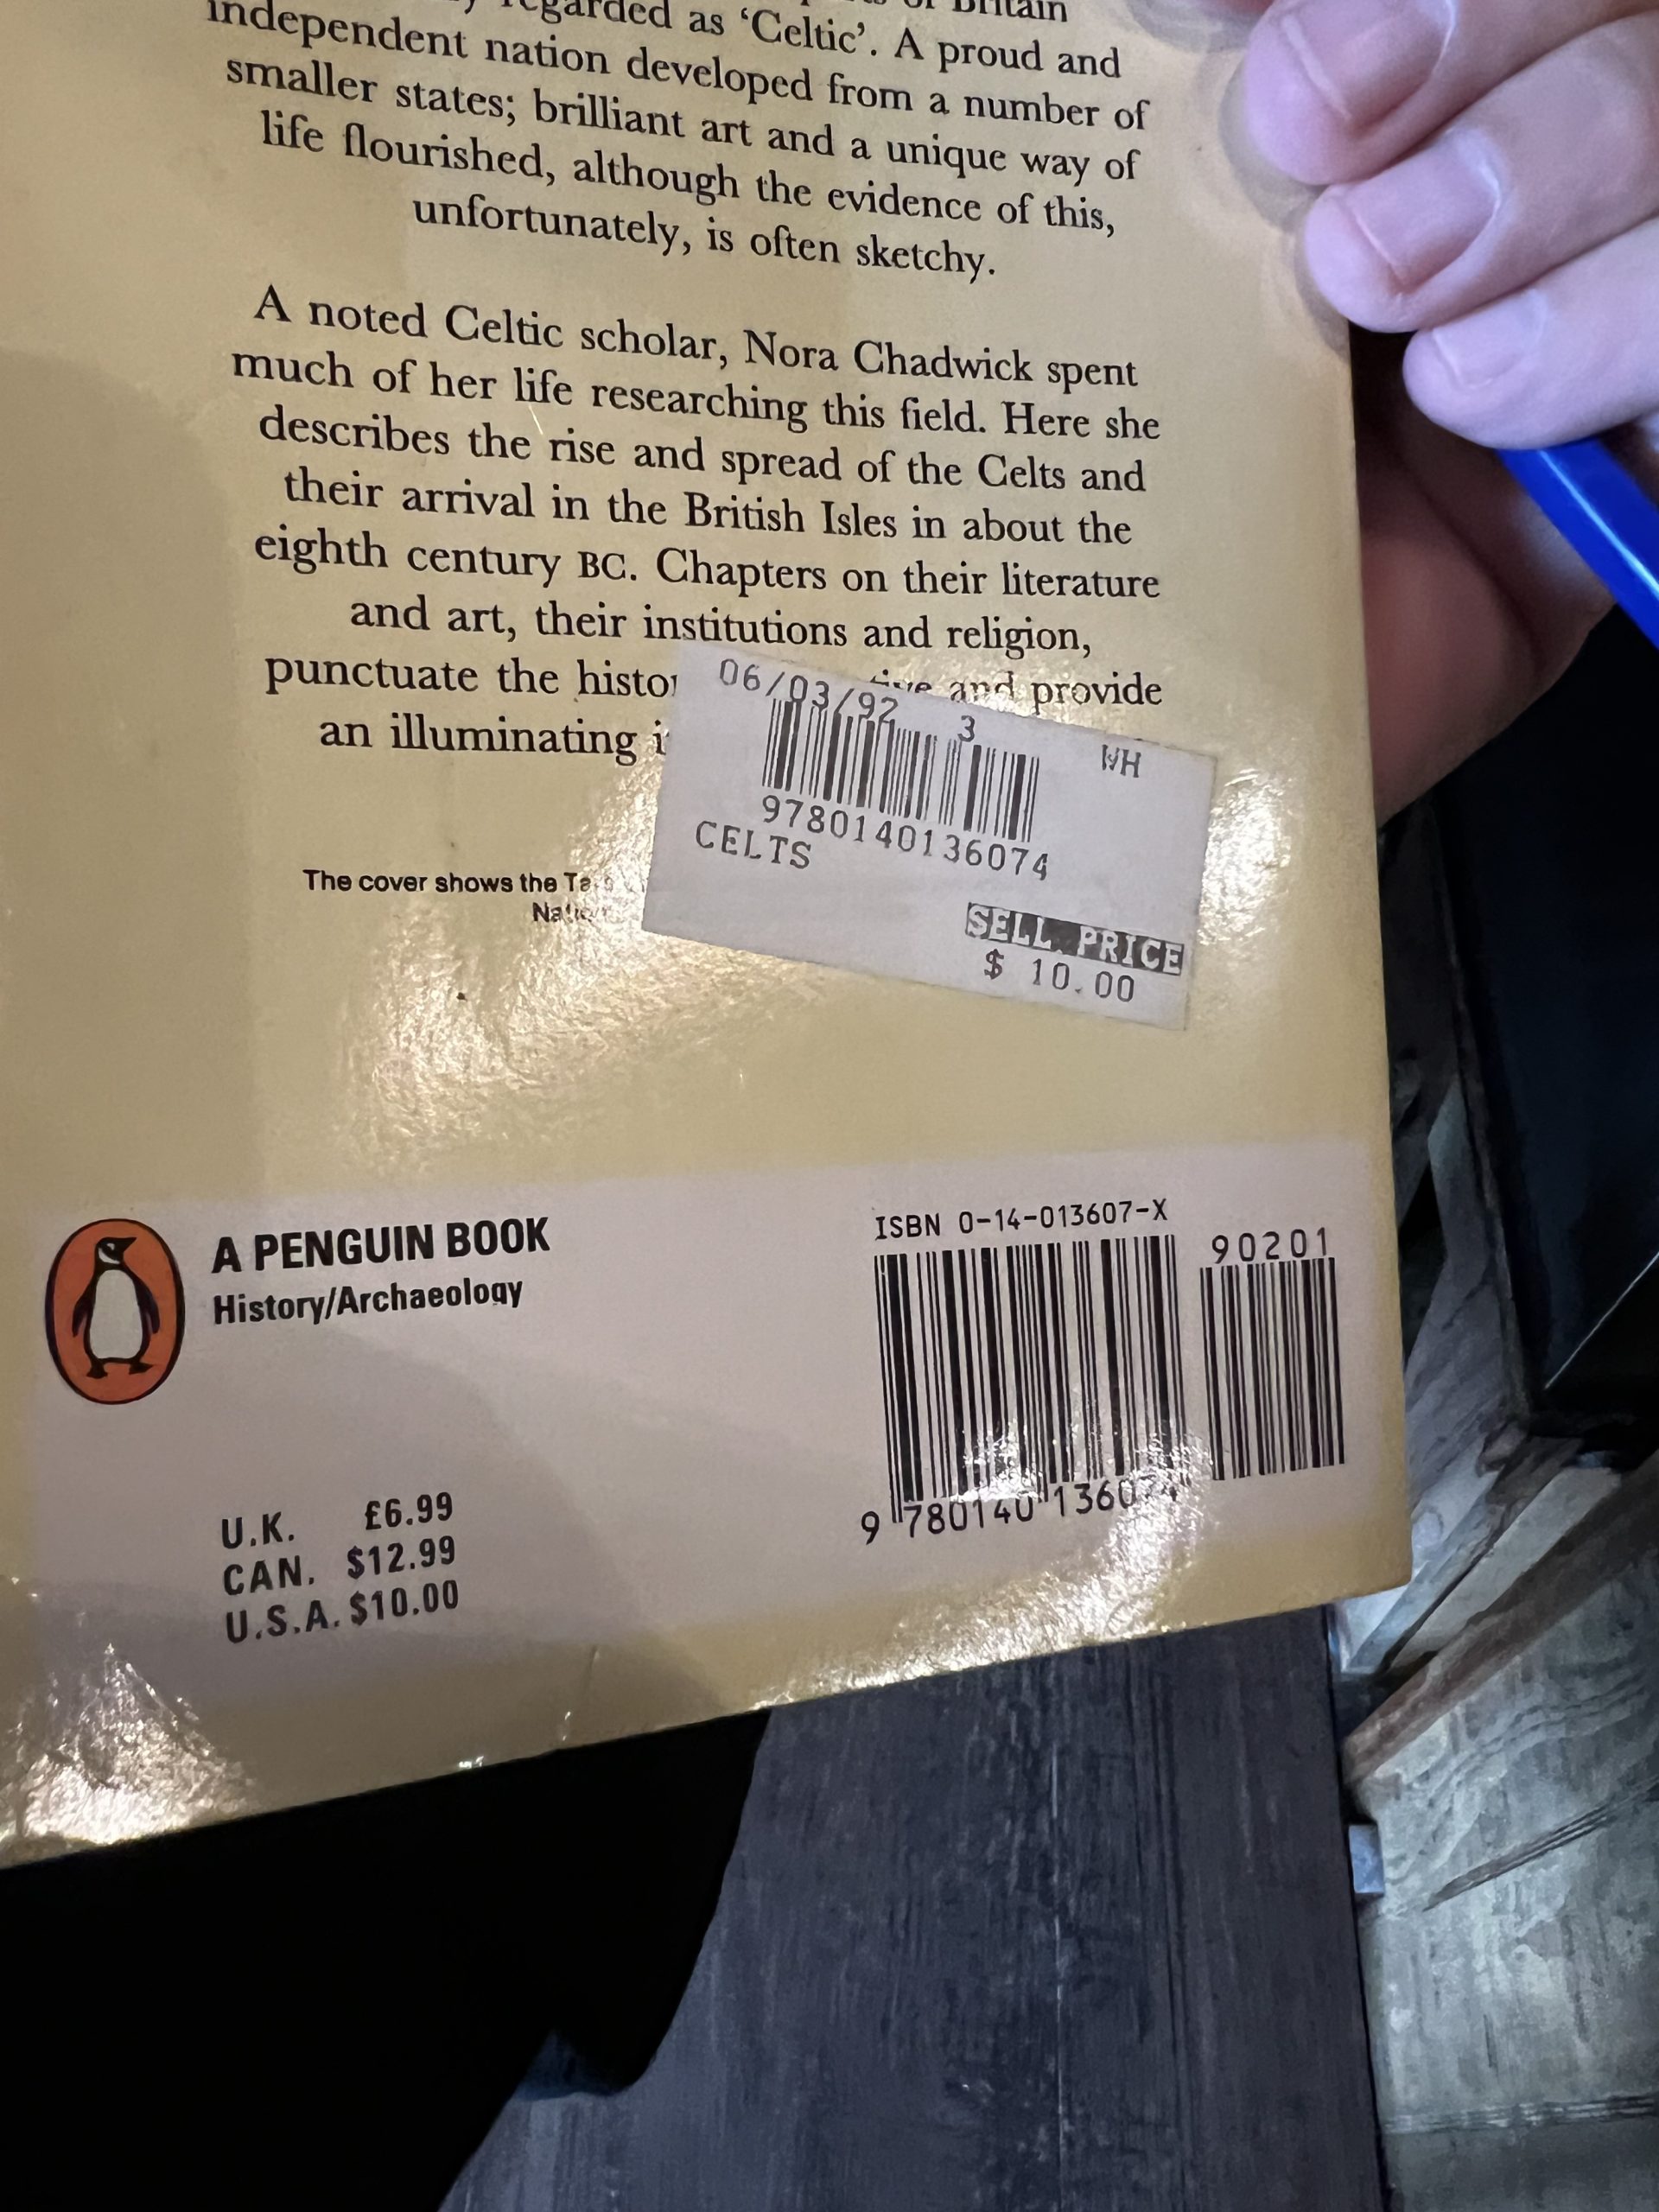 regarded as ‘Celtic’. A proud and
independent nation developed from a number of
smaller states; brilliant art and a unique way of
life flourished, although the evidence of this,
unfortunately, is often sketchy.
A noted Celtic scholar, Nora Chadwick spent
much of her life researching this field. Here she
describes the rise and spread of the Celts and
their arrival in the British Isles in about the
eighth century BC. Chapters on their literature
and art, their institutions and religion,
punctuate the and provide
an illuminating
06/03/92 3 WH
9780140136074
CELTS
SELL PRICE
$ 10.00
The cover shows the
A PENGUIN BOOK
History/Archaeology
ISBN 0-14-013607-X
90201
9 780140 136074
U.K. £6.99
CAN. $12.99
U.S.A. $10.00